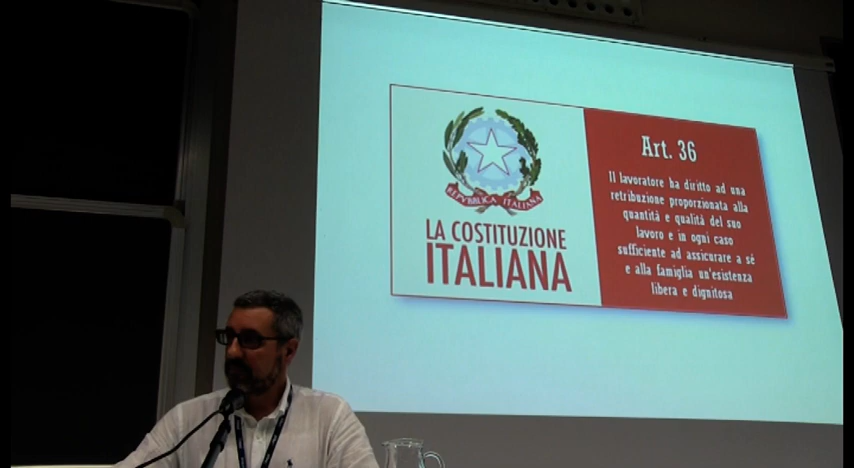 REPVBBLICA ITALIANA
LA COSTITUZIONE
ITALIANA
Art. 36
Il lavoratore ha diritto ad una
retribuzione proporzionata alla
quantità e qualità del suo
lavoro e in ogni caso
sufficiente ad assicurare a sé
e alla famiglia un'esistenza
libera e dignitosa